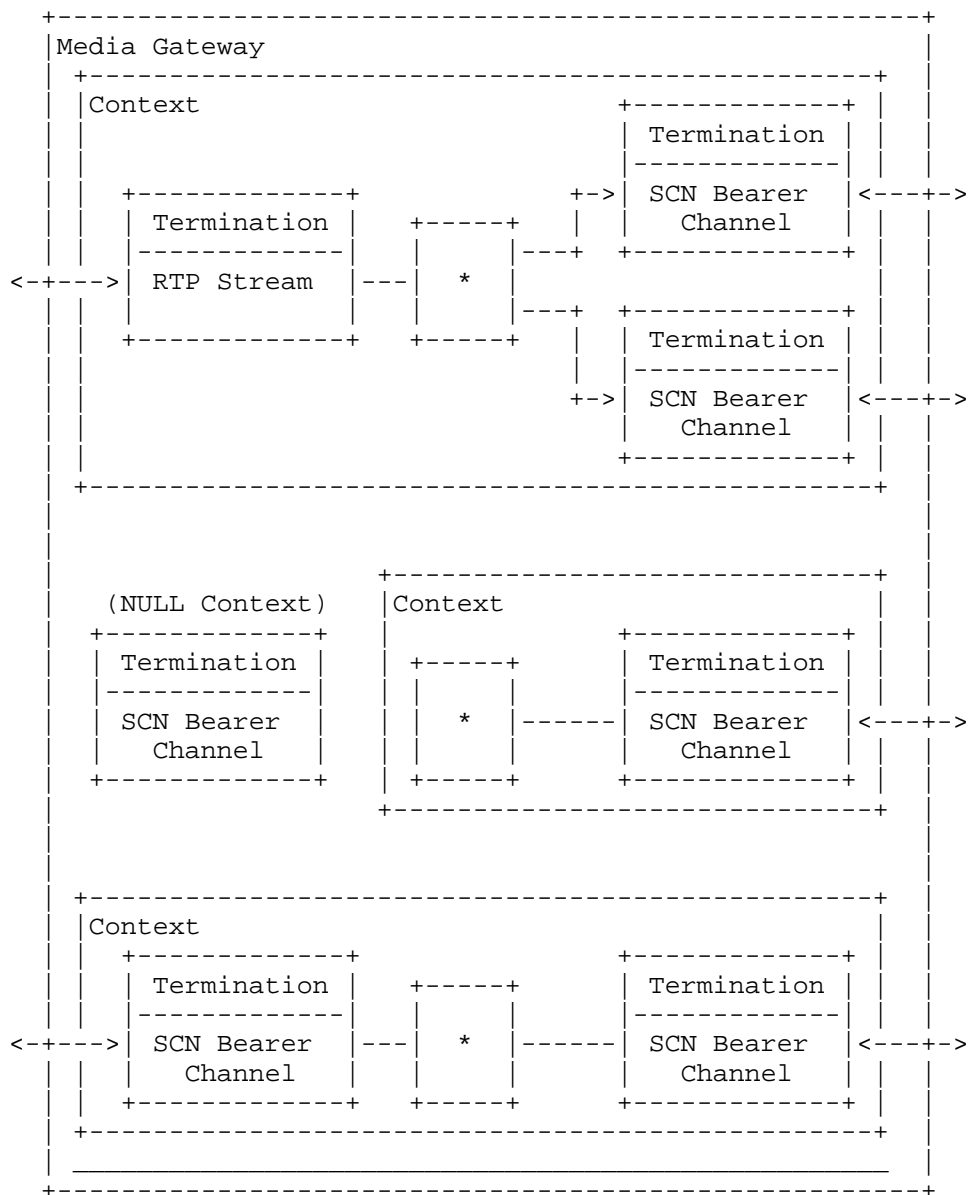 Media Gateway
Context
Termination
SCN Bearer
Channel
Termination
RTP Stream
*
Termination
SCN Bearer
Channel
(NULL Context)
Termination
SCN Bearer
Channel
Context
*
Termination
SCN Bearer
Channel
Context
Termination
SCN Bearer
Channel
*
Termination
SCN Bearer
Channel